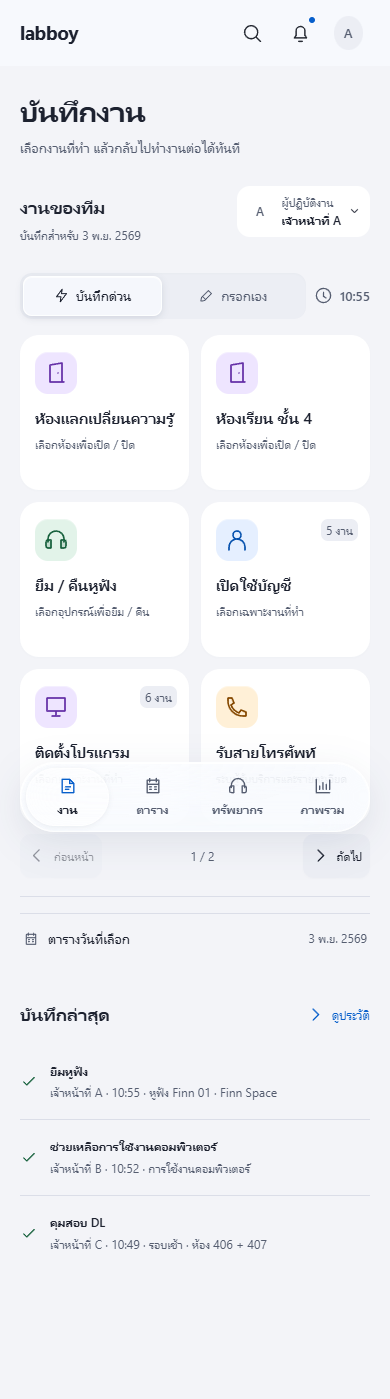 labboy
A
บันทึกงาน
เลือกงานที่ทำ แล้วกลับไปทำงานต่อได้ทันที
งานของทีม
บันทึกสำหรับ 3 พ.ย. 2569
A
ผู้ปฏิบัติงาน
เจ้าหน้าที่ A
บันทึกด่วน
กรอกเอง
10:55
ห้องแลกเปลี่ยนความรู้
เลือกห้องเพื่อเปิด / ปิด
ห้องเรียน ชั้น 4
เลือกห้องเพื่อเปิด / ปิด
ยืม / คืนหูฟัง
เลือกอุปกรณ์เพื่อยืม / คืน
5 งาน
เปิดใช้บัญชี
เลือกเฉพาะงานที่ทำ
6 งาน
ติดตั้งโปรแกรม
รับสายโทรศัพท์
งาน
ตาราง
ทรัพยากร
ภาพรวม
ก่อนหน้า
1 / 2
ถัดไป
ตารางวันที่เลือก
3 พ.ย. 2569
บันทึกล่าสุด
ดูประวัติ
ยืมหูฟัง
เจ้าหน้าที่ A · 10:55 · หูฟัง Finn 01 · Finn Space
ช่วยเหลือการใช้งานคอมพิวเตอร์
เจ้าหน้าที่ B · 10:52 · การใช้งานคอมพิวเตอร์
คุมสอบ DL
เจ้าหน้าที่ C · 10:49 · รอบเช้า · ห้อง 406 + 407